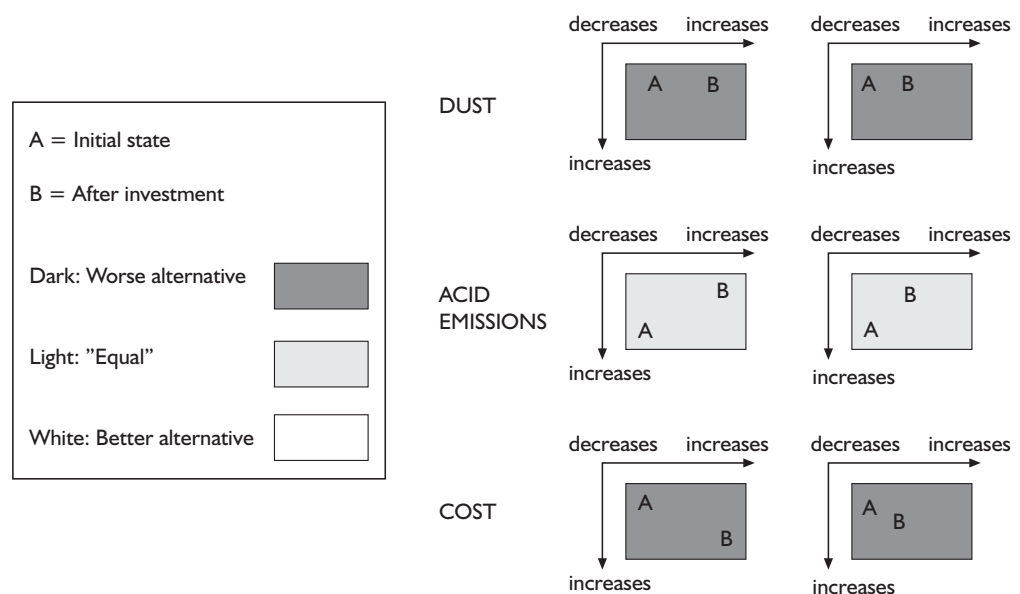 A = Initial state
B = After investment
Dark: Worse alternative
Light: ”Equal”
White: Better alternative
decreases increases
DUST
A B
increases
decreases increases
A B
increases
decreases increases
ACID
EMISSIONS
B
A
increases
decreases increases
B
A
increases
decreases increases
COST
A
B
increases
decreases increases
A
B
increases